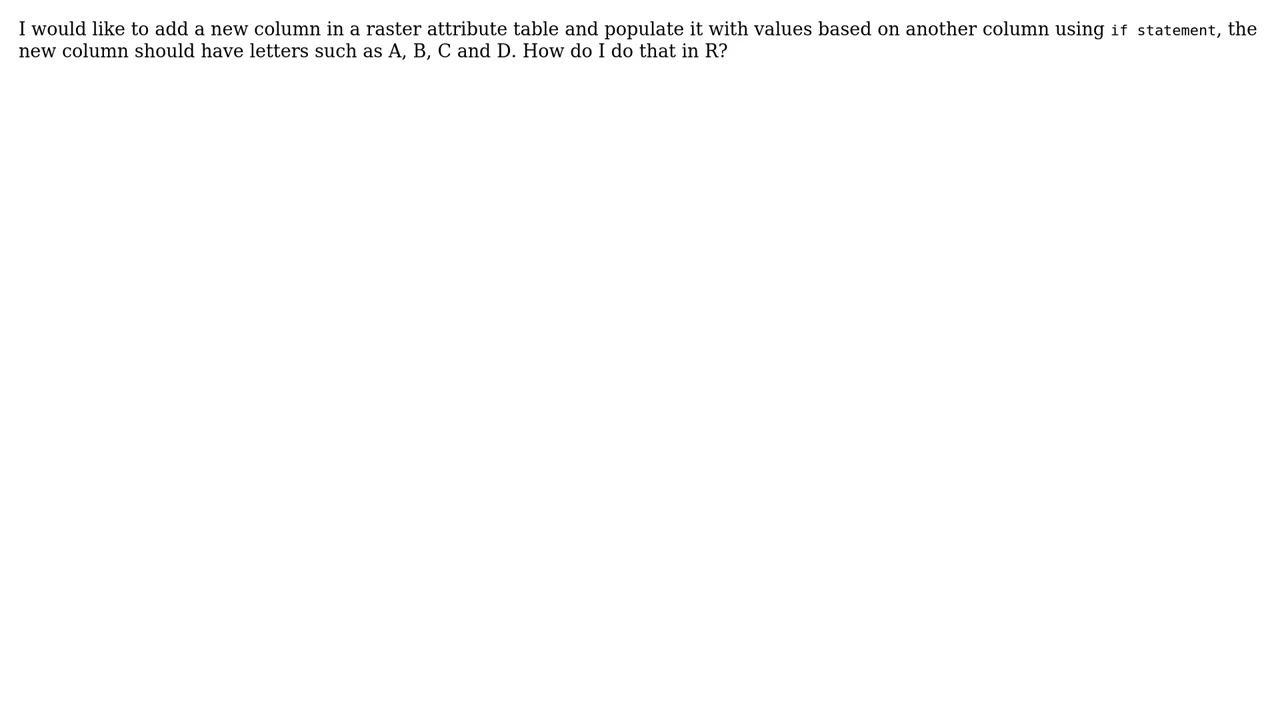 I would like to add a new column in a raster attribute table and populate it with values based on another column using if statement, the
new column should have letters such as A, B, C and D. How do I do that in R?